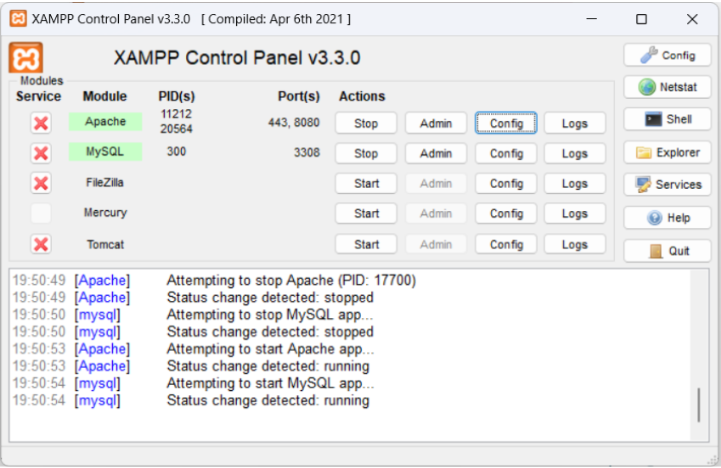 XAMPP Control Panel v3.3.0 [ Compiled: Apr 6th 2021 ]
XAMPP Control Panel v3.3.0
Config
Modules
Service Module PID(s) Port(s) Actions
Netstat
Apache 11212 20564 443, 8080 Stop Admin Config Logs
Shell
MySQL 300 3308 Stop Admin Config Logs
Explorer
FileZilla Start Admin Config Logs
Services
Mercury Start Admin Config Logs
Help
Tomcat Start Admin Config Logs
Quit
19:50:49 [Apache] Attempting to stop Apache (PID: 17700)
19:50:49 [Apache] Status change detected: stopped
19:50:50 [mysql] Attempting to stop MySQL app...
19:50:50 [mysql] Status change detected: stopped
19:50:53 [Apache] Attempting to start Apache app...
19:50:53 [Apache] Status change detected: running
19:50:54 [mysql] Attempting to start MySQL app...
19:50:54 [mysql] Status change detected: running